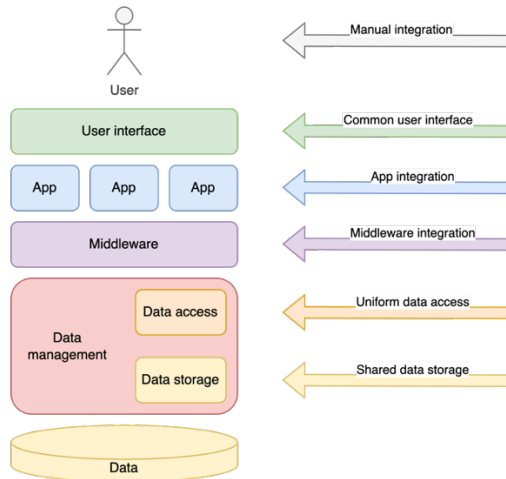 Manual integration
User
User interface
Common user interface
App
App
App
App integration
Middleware
Middleware integration
Data access
Uniform data access
Data
management
Data storage
Shared data storage
Data